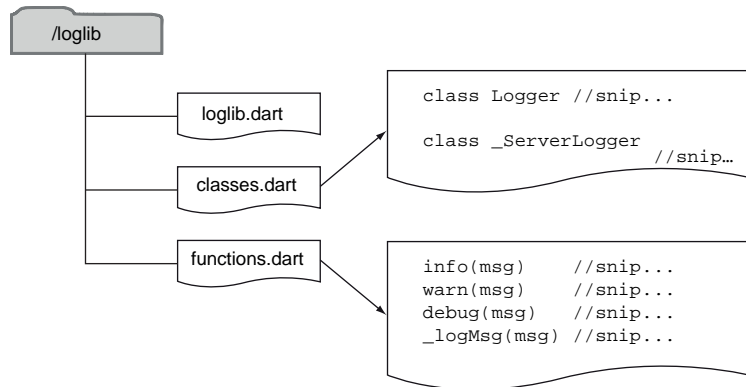 /loglib
loglib.dart
classes.dart
functions.dart
class Logger //snip...
class _ServerLogger
//snip…
info(msg) //snip...
warn(msg) //snip...
debug(msg) //snip...
_logMsg(msg) //snip...